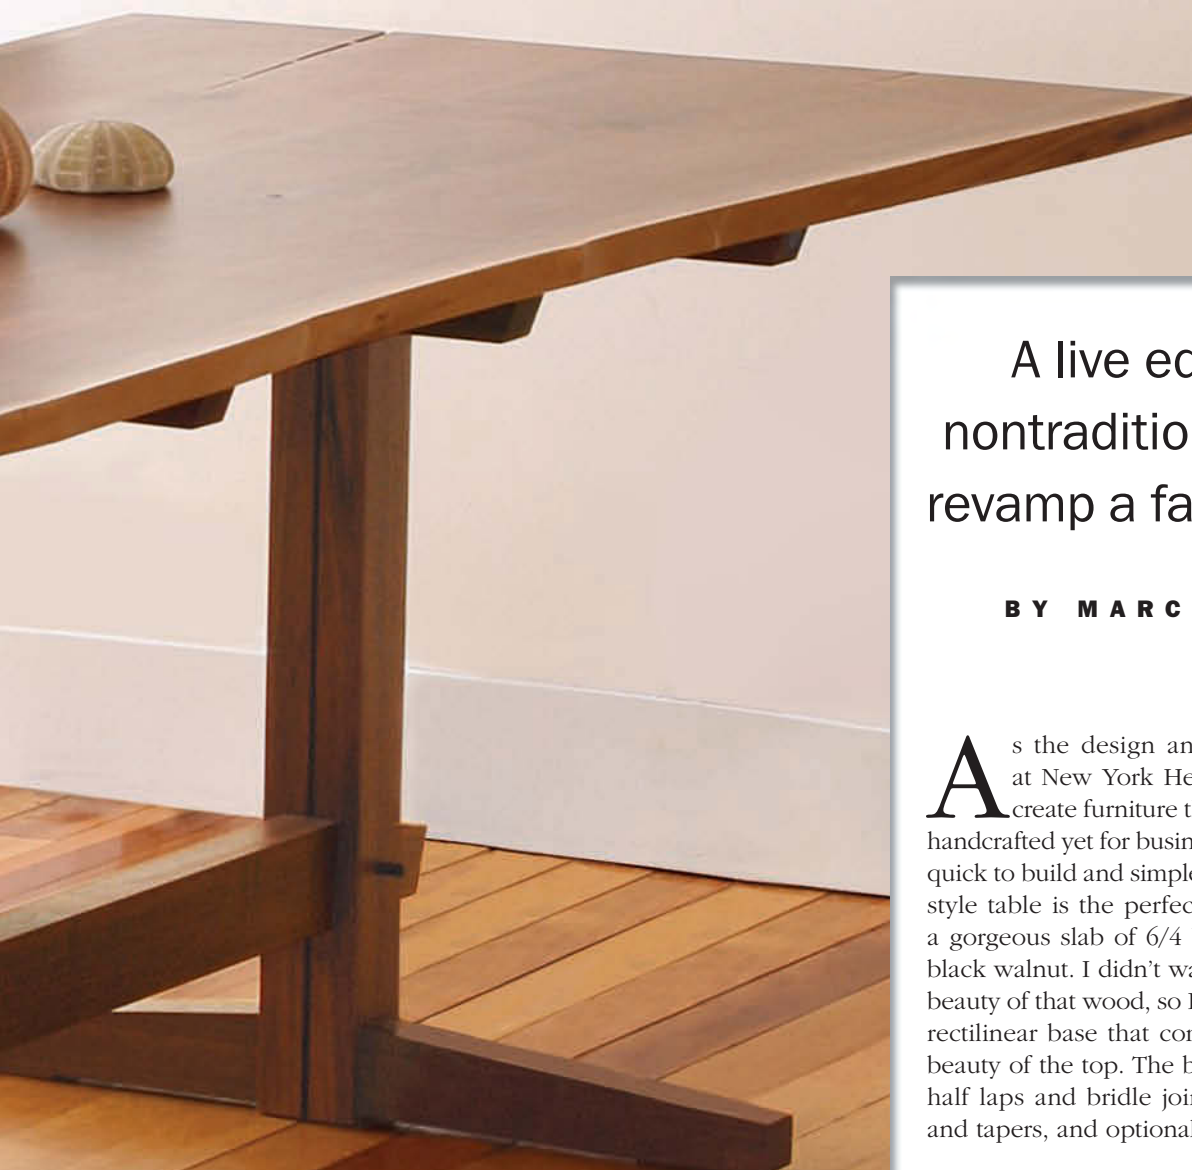 A live ed
nontraditio
revamp a fa
BY MARC
As the design an
at New York He
create furniture t
handcrafted yet for busin
quick to build and simple
style table is the perfec
a gorgeous slab of 6/4
black walnut. I didn't wa
beauty of that wood, so I
rectilinear base that con
beauty of the top. The b
half laps and bridle join
and tapers, and optional